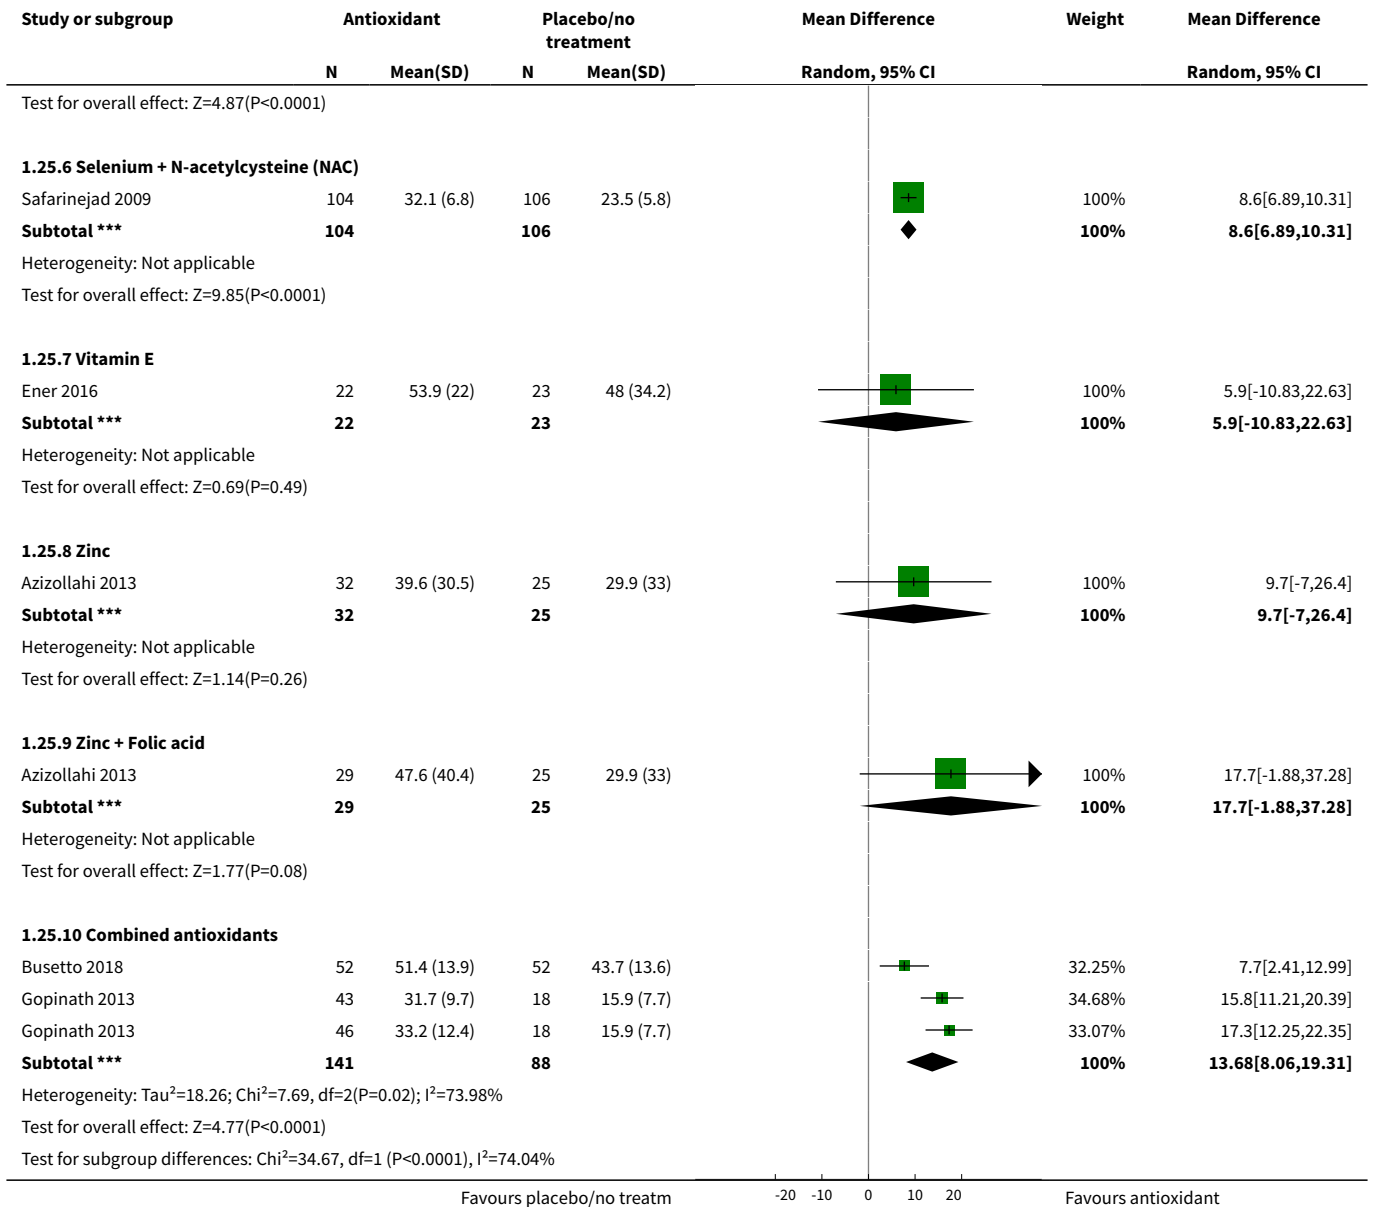 Study or subgroup Antioxidant Placebo/no treatment Mean Difference Weight Mean Difference
N Mean(SD) N Mean(SD) Random, 95% CI Random, 95% CI
Test for overall effect: Z=4.87(P<0.0001)
1.25.6 Selenium + N-acetylcysteine (NAC)
Safarinejad 2009 104 32.1 (6.8) 106 23.5 (5.8) 100% 8.6[6.89,10.31]
Subtotal *** 104 106 100% 8.6[6.89,10.31]
Heterogeneity: Not applicable
Test for overall effect: Z=9.85(P<0.0001)
1.25.7 Vitamin E
Ener 2016 22 53.9 (22) 23 48 (34.2) 100% 5.9[-10.83,22.63]
Subtotal *** 22 23 100% 5.9[-10.83,22.63]
Heterogeneity: Not applicable
Test for overall effect: Z=0.69(P=0.49)
1.25.8 Zinc
Azizollahi 2013 32 39.6 (30.5) 25 29.9 (33) 100% 9.7[-7,26.4]
Subtotal *** 32 25 100% 9.7[-7,26.4]
Heterogeneity: Not applicable
Test for overall effect: Z=1.14(P=0.26)
1.25.9 Zinc + Folic acid
Azizollahi 2013 29 47.6 (40.4) 25 29.9 (33) 100% 17.7[-1.88,37.28]
Subtotal *** 29 25 100% 17.7[-1.88,37.28]
Heterogeneity: Not applicable
Test for overall effect: Z=1.77(P=0.08)
1.25.10 Combined antioxidants
Busetto 2018 52 51.4 (13.9) 52 43.7 (13.6) 32.25% 7.7[2.41,12.99]
Gopinath 2013 43 31.7 (9.7) 18 15.9 (7.7) 34.68% 15.8[11.21,20.39]
Gopinath 2013 46 33.2 (12.4) 18 15.9 (7.7) 33.07% 17.3[12.25,22.35]
Subtotal *** 141 88 100% 13.68[8.06,19.31]
Heterogeneity: Tau²=18.26; Chi²=7.69, df=2(P=0.02); I²=73.98%
Test for overall effect: Z=4.77(P<0.0001)
Test for subgroup differences: Chi²=34.67, df=1 (P<0.0001), I²=74.04%
Favours placebo/no treatm -20 -10 0 10 20 Favours antioxidant